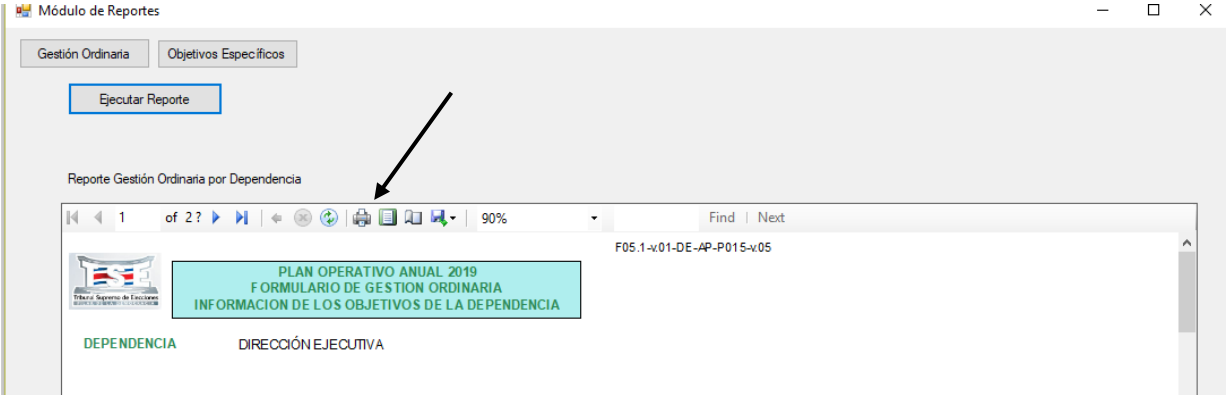 Módulo de Reportes
Gestión Ordinaria Objetivos Específicos
Ejecutar Reporte
Reporte Gestión Ordinaria por Dependencia
1 of 2 ? 90% Find | Next
F05.1-v.01-DE-AP-P015-v.05
TSE
Tribunal Supremo de Elecciones
PLAN OPERATIVO ANUAL 2019
FORMULARIO DE GESTION ORDINARIA
INFORMACION DE LOS OBJETIVOS DE LA DEPENDENCIA
DEPENDENCIA DIRECCIÓN EJECUTIVA